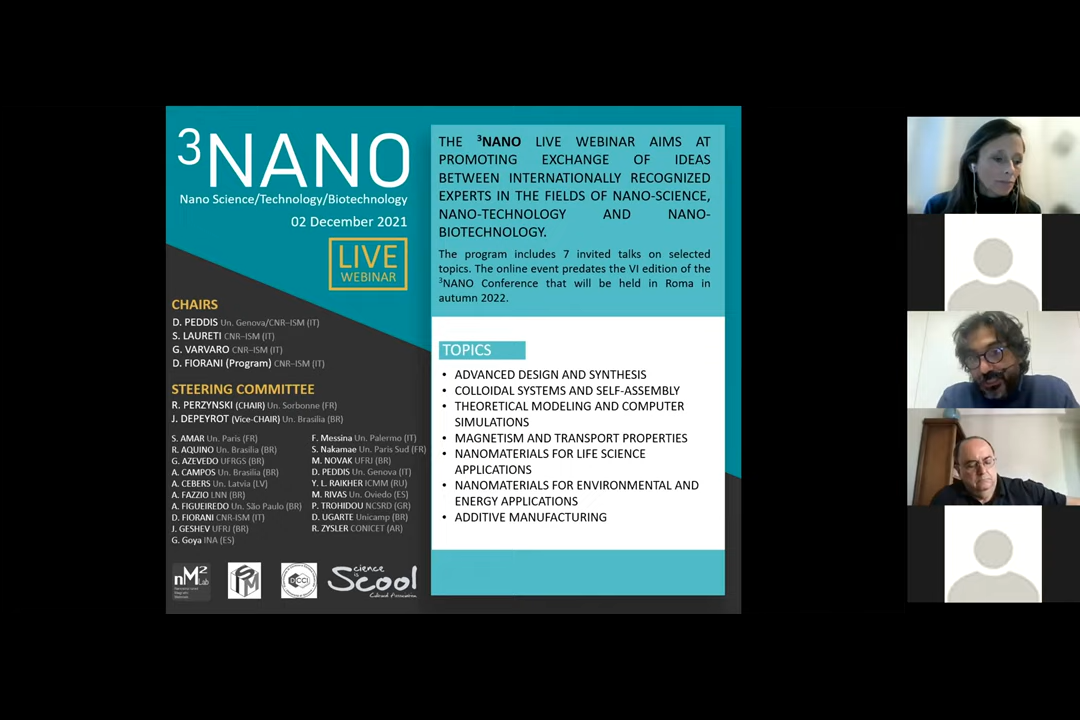 ³NANO
Nano Science/Technology/Biotechnology
02 December 2021
LIVE
WEBINAR
CHAIRS
D. PEDDIS Un. Genova/CNR–ISM (IT)
S. LAURETI CNR–ISM (IT)
G. VARVARO CNR–ISM (IT)
D. FIORANI (Program) CNR–ISM (IT)
STEERING COMMITTEE
R. PERZYNSKI (CHAIR) Un. Sorbonne (FR)
J. DEPEYROT (Vice-CHAIR) Un. Brasilia (BR)
S. AMAR Un. Paris (FR)
R. AQUINO Un. Brasilia (BR)
G. AZEVEDO UFRGS (BR)
A. CAMPOS Un. Brasilia (BR)
A. CEBERS Un. Latvia (LV)
A. FAZZIO LNN (BR)
A. FIGUEIREDO Un. São Paulo (BR)
D. FIORANI CNR-ISM (IT)
J. GESHEV UFRJ (BR)
G. Goya INA (ES)
F. Messina Un. Palermo (IT)
S. Nakamae Un. Paris Sud (FR)
M. NOVAK UFRJ (BR)
D. PEDDIS Un. Genova (IT)
Y. L. RAIKHER ICMM (RU)
M. RIVAS Un. Oviedo (ES)
P. TROHIDOU NCSRD (GR)
D. UGARTE Unicamp (BR)
R. ZYSLER CONICET (AR)
nM²
Lab
Science
is
Scool
Cultural Association
THE ³NANO LIVE WEBINAR AIMS AT
PROMOTING EXCHANGE OF IDEAS
BETWEEN INTERNATIONALLY RECOGNIZED
EXPERTS IN THE FIELDS OF NANO-SCIENCE,
NANO-TECHNOLOGY AND NANO-
BIOTECHNOLOGY.
The program includes 7 invited talks on selected
topics. The online event predates the VI edition of the
³NANO Conference that will be held in Roma in
autumn 2022.
TOPICS
• ADVANCED DESIGN AND SYNTHESIS
• COLLOIDAL SYSTEMS AND SELF-ASSEMBLY
• THEORETICAL MODELING AND COMPUTER
SIMULATIONS
• MAGNETISM AND TRANSPORT PROPERTIES
• NANOMATERIALS FOR LIFE SCIENCE
APPLICATIONS
• NANOMATERIALS FOR ENVIRONMENTAL AND
ENERGY APPLICATIONS
• ADDITIVE MANUFACTURING